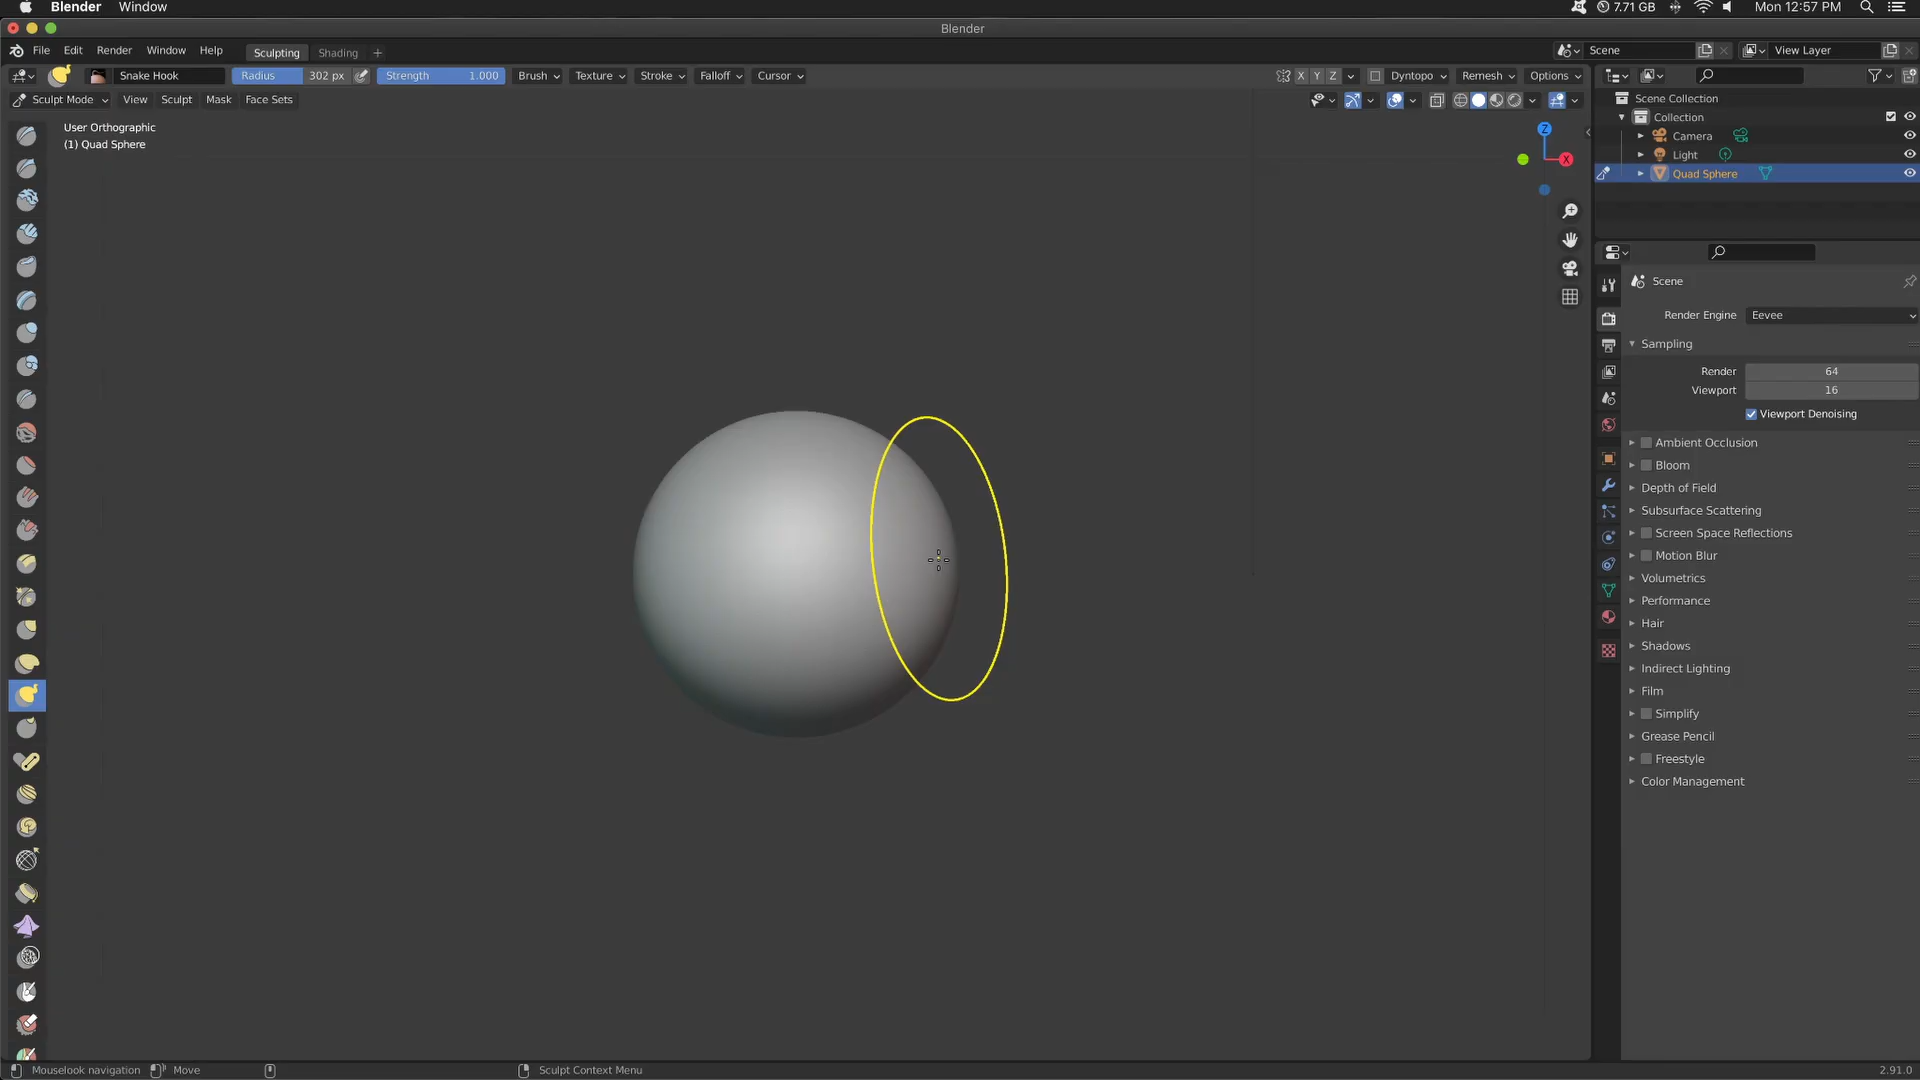 Blender Window 7.71 GB Mon 12:57 PM
Blender
File Edit Render Window Help Sculpting Shading + Scene View Layer
Snake Hook Radius 302 px Strength 1.000 Brush Texture Stroke Falloff Cursor X Y Z Dyntopo Remesh Options
Sculpt Mode View Sculpt Mask Face Sets
User Orthographic
(1) Quad Sphere
Z
X
Scene Collection
Collection
Camera
Light
Quad Sphere
Scene
Render Engine Eevee
Sampling
Render 64
Viewport 16
Viewport Denoising
Ambient Occlusion
Bloom
Depth of Field
Subsurface Scattering
Screen Space Reflections
Motion Blur
Volumetrics
Performance
Hair
Shadows
Indirect Lighting
Film
Simplify
Grease Pencil
Freestyle
Color Management
Mouselook navigation Move Sculpt Context Menu 2.91.0